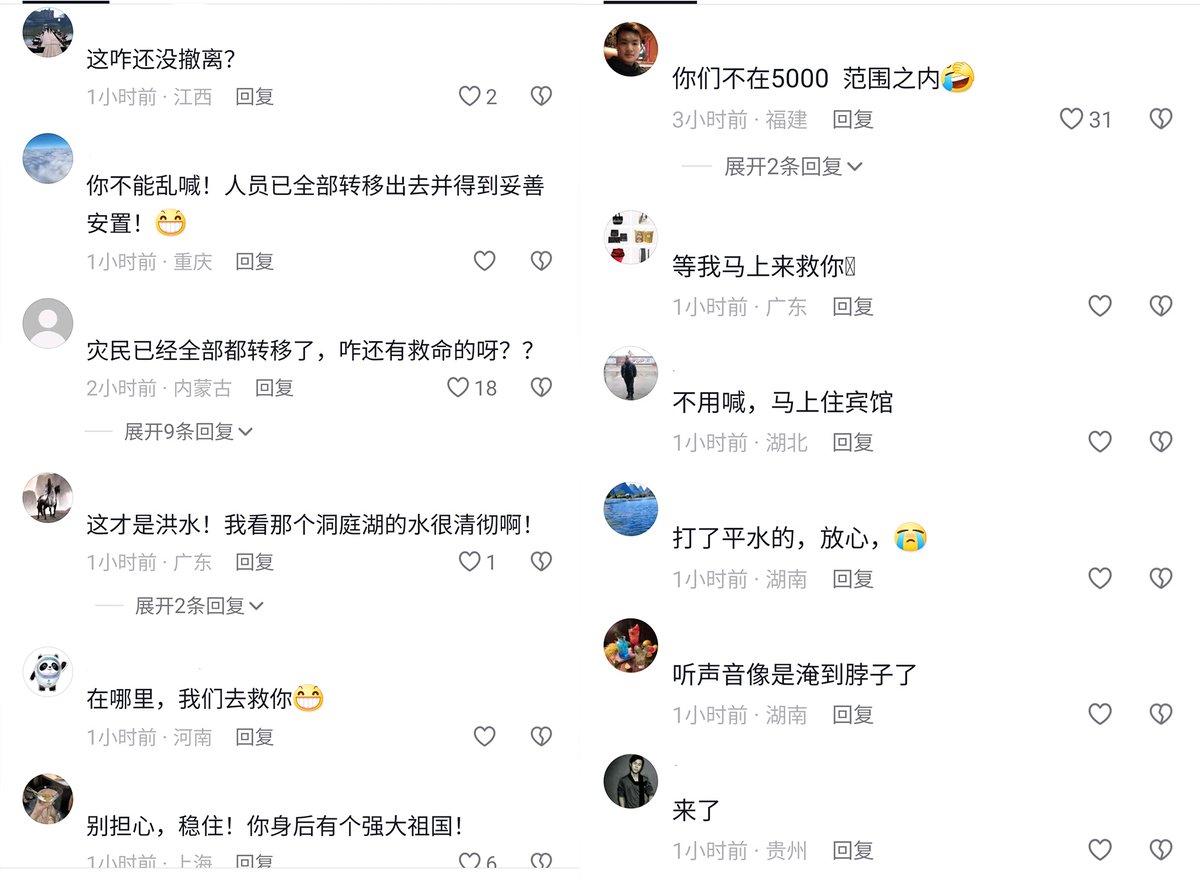 这咋还没撤离？
1小时前 · 江西 回复 2
你不能乱喊！人员已全部转移出去并得到妥善
安置！😁
1小时前 · 重庆 回复
灾民已经全部都转移了，咋还有救命的呀？？
2小时前 · 内蒙古 回复 18
展开9条回复
这才是洪水！我看那个洞庭湖的水很清彻啊！
1小时前 · 广东 回复 1
展开2条回复
在哪里，我们去救你😁
1小时前 · 河南 回复
别担心，稳住！你身后有个强大祖国！
1小时前 · 上海 回复 6
你们不在5000 范围之内🤣
3小时前 · 福建 回复 31
展开2条回复
等我马上来救你
1小时前 · 广东 回复
不用喊，马上住宾馆
1小时前 · 湖北 回复
打了平水的，放心，😭
1小时前 · 湖南 回复
听声音像是淹到脖子了
1小时前 · 湖南 回复
来了
1小时前 · 贵州 回复